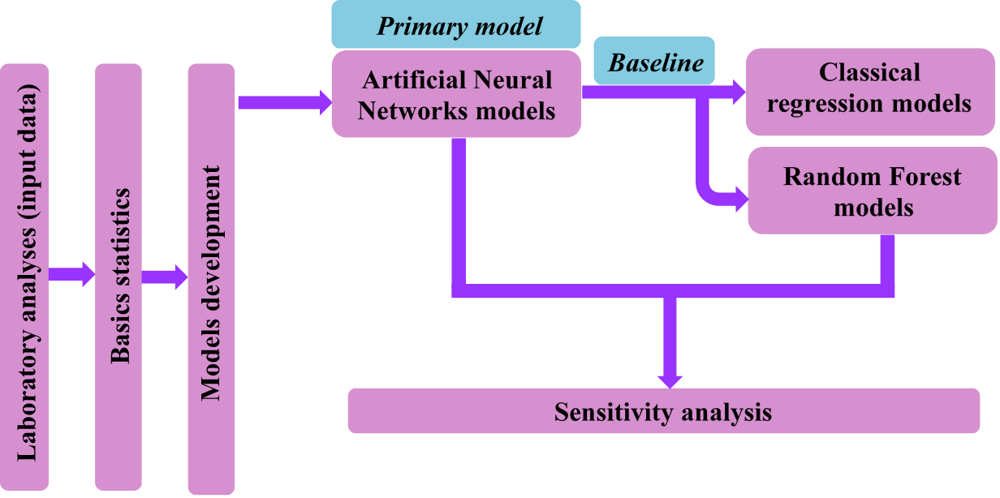 Laboratory analyses (input data)
Basics statistics
Models development
Primary model
Artificial Neural
Networks models
Baseline
Classical
regression models
Random Forest
models
Sensitivity analysis